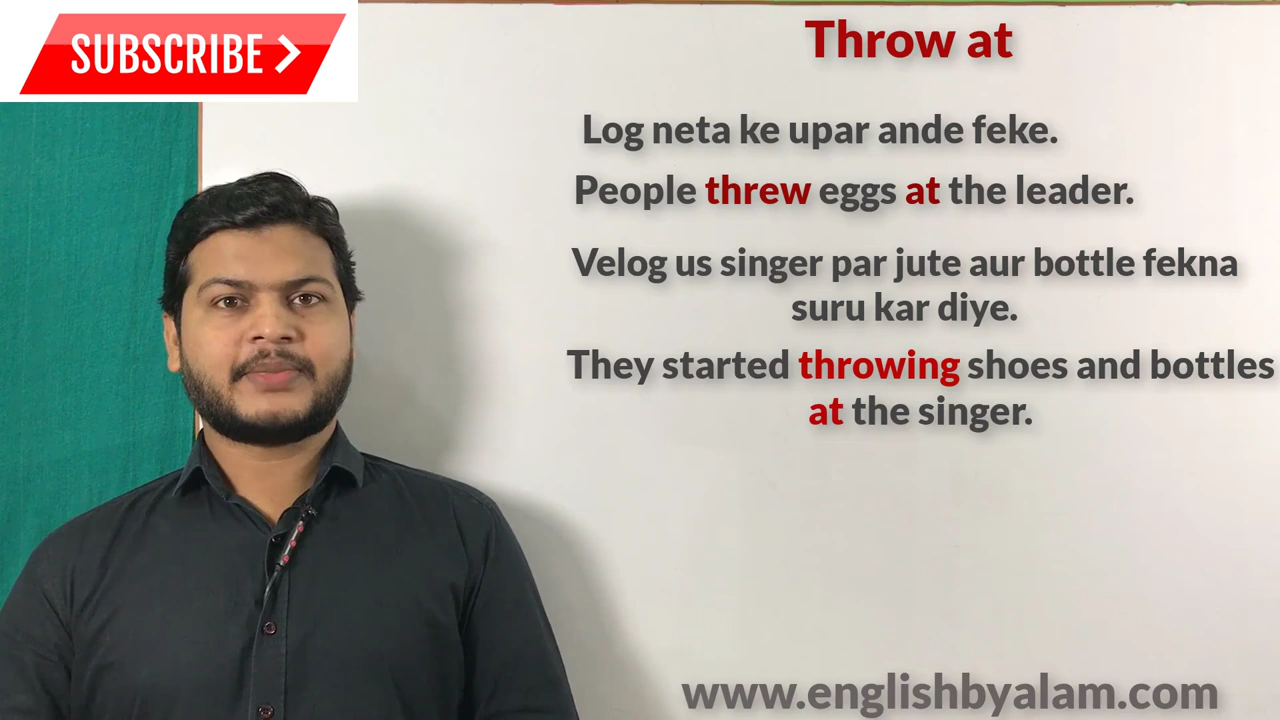 SUBSCRIBE
Throw at
Log neta ke upar ande feke.
People threw eggs at the leader.
Velog us singer par jute aur bottle fekna
suru kar diye.
They started throwing shoes and bottles
at the singer.
www.englishbyalam.com